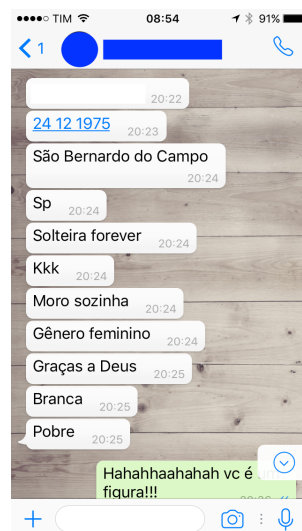 TIM 08:54 91%
1
20:22
24 12 1975 20:23
São Bernardo do Campo
20:24
Sp 20:24
Solteira forever 20:24
Kkk 20:24
Moro sozinha 20:24
Gênero feminino 20:24
Graças a Deus 20:25
Branca 20:25
Pobre 20:25
Hahahhaahahah vc é
figura!!!